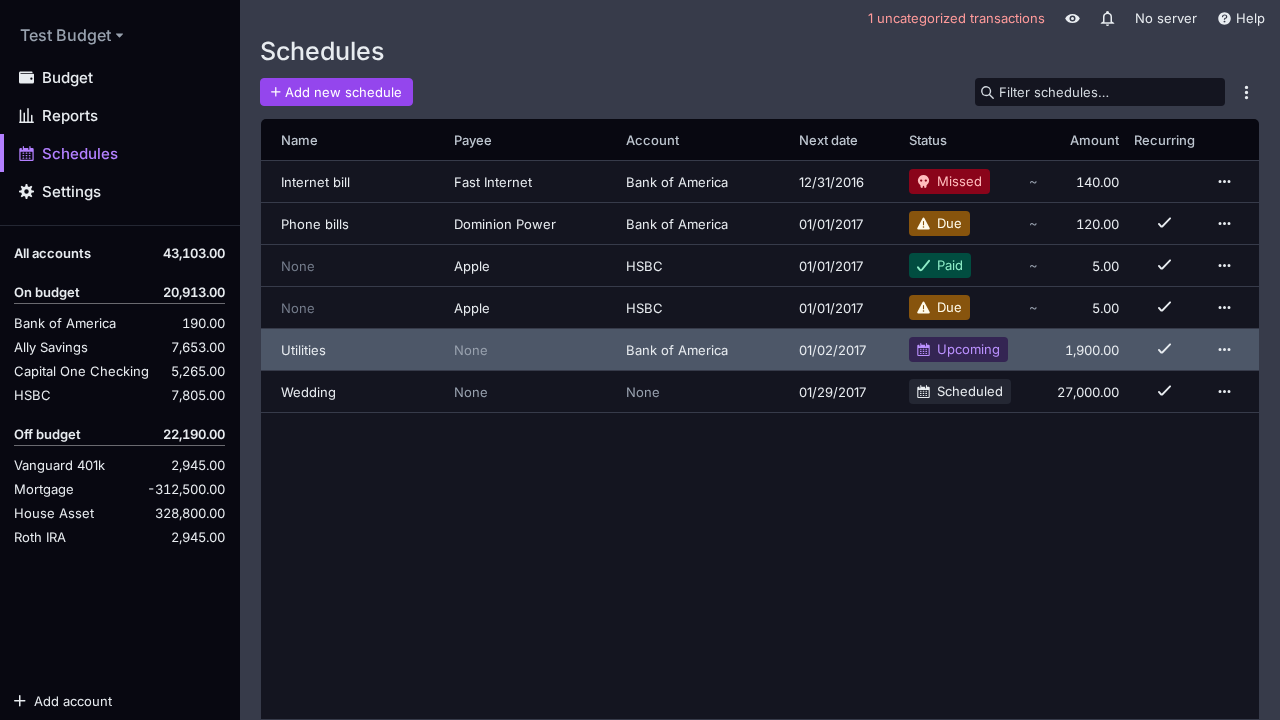 Test Budget
Budget
Reports
Schedules
Settings
All accounts 43,103.00
On budget 20,913.00
Bank of America 190.00
Ally Savings 7,653.00
Capital One Checking 5,265.00
HSBC 7,805.00
Off budget 22,190.00
Vanguard 401k 2,945.00
Mortgage -312,500.00
House Asset 328,800.00
Roth IRA 2,945.00
Add account
1 uncategorized transactions No server Help
Schedules
Add new schedule Filter schedules...
Name Payee Account Next date Status Amount Recurring
Internet bill Fast Internet Bank of America 12/31/2016 Missed ~ 140.00
Phone bills Dominion Power Bank of America 01/01/2017 Due ~ 120.00
None Apple HSBC 01/01/2017 Paid ~ 5.00
None Apple HSBC 01/01/2017 Due ~ 5.00
Utilities None Bank of America 01/02/2017 Upcoming 1,900.00
Wedding None None 01/29/2017 Scheduled 27,000.00